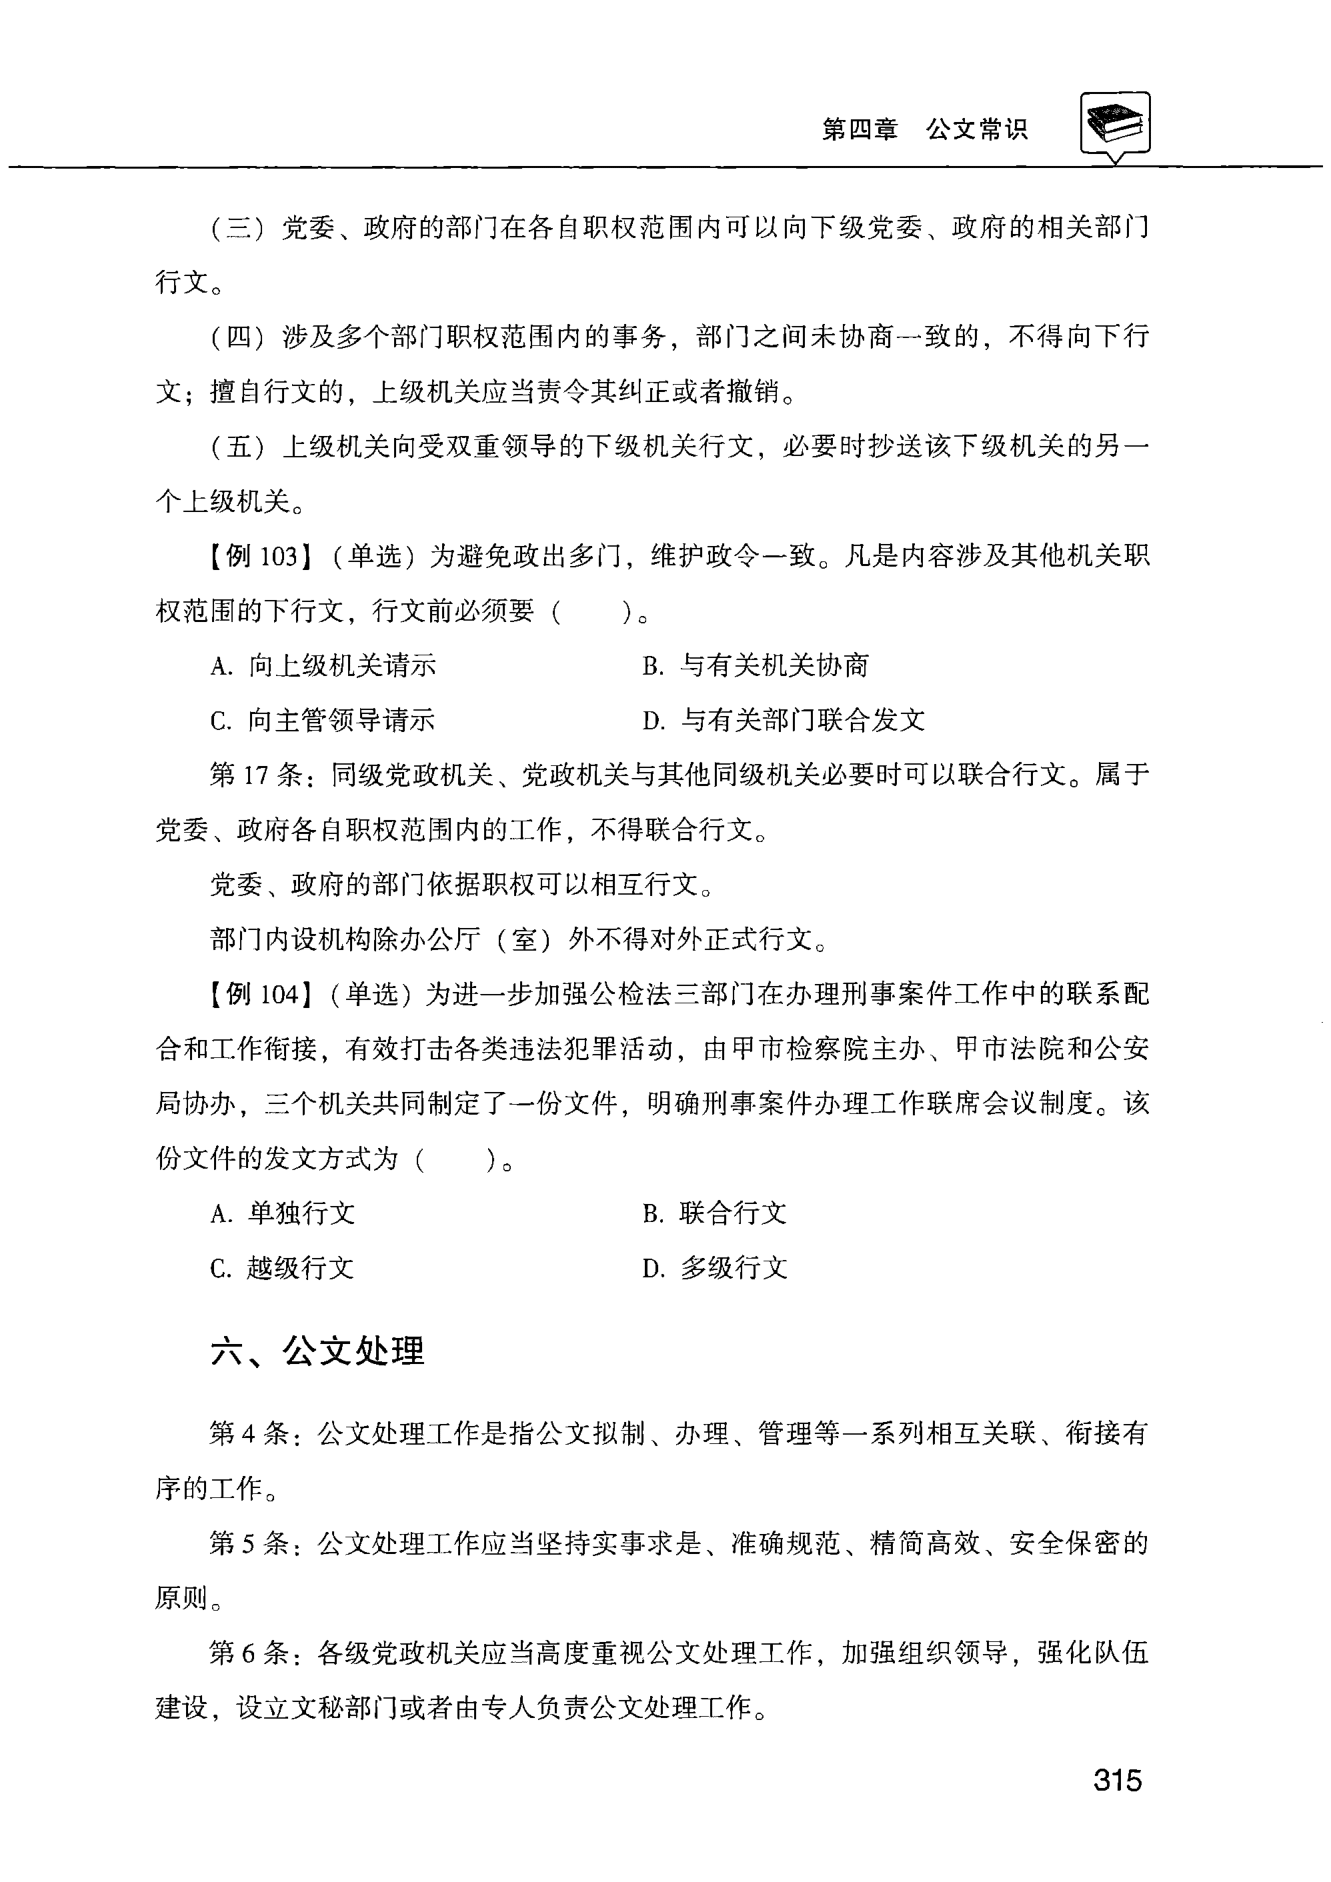 第四章 公文常识
（三）党委、政府的部门在各自职权范围内可以向下级党委、政府的相关部门
行文。
（四）涉及多个部门职权范围内的事务，部门之间未协商一致的，不得向下行
文；擅自行文的，上级机关应当责令其纠正或者撤销。
（五）上级机关向受双重领导的下级机关行文，必要时抄送该下级机关的另一
个上级机关。
【例 103】（单选）为避免政出多门，维护政令一致。凡是内容涉及其他机关职
权范围的下行文，行文前必须要（　　）。
A. 向上级机关请示　　B. 与有关机关协商
C. 向主管领导请示　　D. 与有关部门联合发文
第 17 条：同级党政机关、党政机关与其他同级机关必要时可以联合行文。属于
党委、政府各自职权范围内的工作，不得联合行文。
党委、政府的部门依据职权可以相互行文。
部门内设机构除办公厅（室）外不得对外正式行文。
【例 104】（单选）为进一步加强公检法三部门在办理刑事案件工作中的联系配
合和工作衔接，有效打击各类违法犯罪活动，由甲市检察院主办、甲市法院和公安
局协办，三个机关共同制定了一份文件，明确刑事案件办理工作联席会议制度。该
份文件的发文方式为（　　）。
A. 单独行文　　B. 联合行文
C. 越级行文　　D. 多级行文
六、公文处理
第 4 条：公文处理工作是指公文拟制、办理、管理等一系列相互关联、衔接有
序的工作。
第 5 条：公文处理工作应当坚持实事求是、准确规范、精简高效、安全保密的
原则。
第 6 条：各级党政机关应当高度重视公文处理工作，加强组织领导，强化队伍
建设，设立文秘部门或者由专人负责公文处理工作。
315